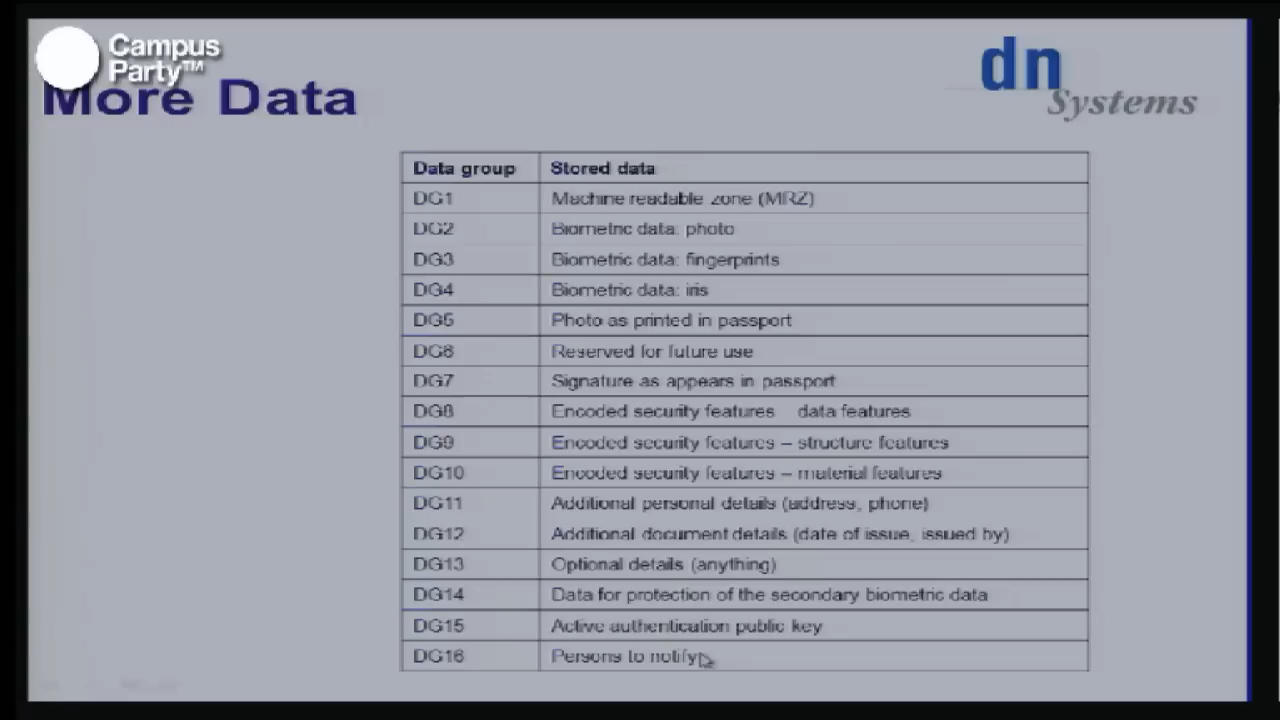 Campus
Party™
dn
Systems
More Data
Data group Stored data
DG1 Machine readable zone (MRZ)
DG2 Biometric data: photo
DG3 Biometric data: fingerprints
DG4 Biometric data: iris
DG5 Photo as printed in passport
DG6 Reserved for future use
DG7 Signature as appears in passport
DG8 Encoded security features – data features
DG9 Encoded security features – structure features
DG10 Encoded security features – material features
DG11 Additional personal details (address, phone)
DG12 Additional document details (date of issue, issued by)
DG13 Optional details (anything)
DG14 Data for protection of the secondary biometric data
DG15 Active authentication public key
DG16 Persons to notify